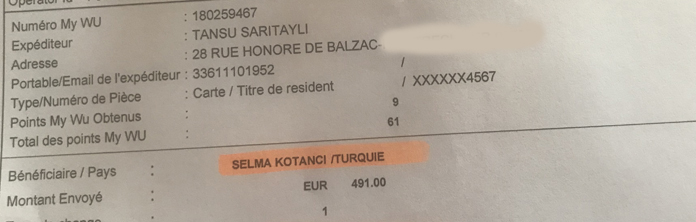 Numéro My WU : 180259467
Expéditeur : TANSU SARITAYLI
Adresse : 28 RUE HONORE DE BALZAC-
Portable/Email de l'expéditeur : 33611101952 /
Type/Numéro de Pièce : Carte / Titre de resident / XXXXXX4567
Points My Wu Obtenus : 9
Total des points My WU : 61
Bénéficiaire / Pays : SELMA KOTANCI /TURQUIE
Montant Envoyé : EUR 491.00
1